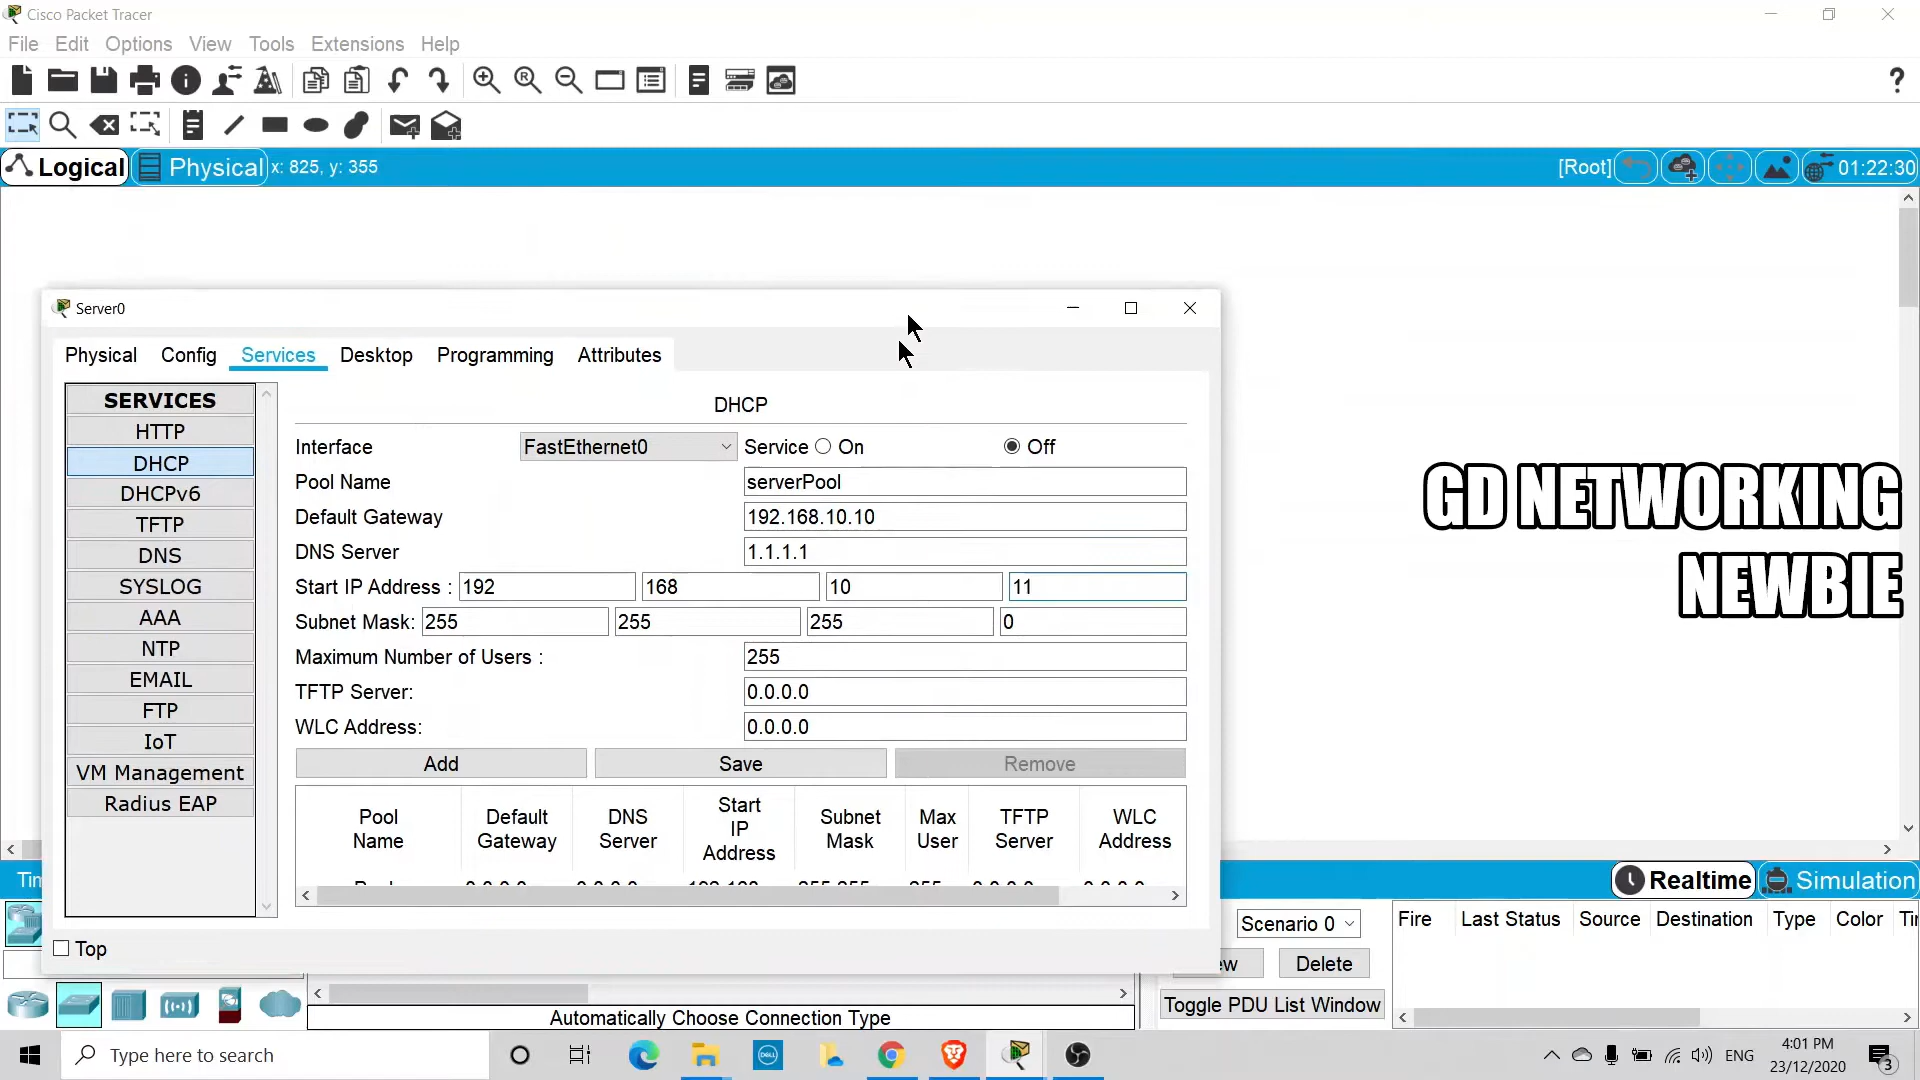 Cisco Packet Tracer
File Edit Options View Tools Extensions Help
?
Logical Physical x: 825, y: 355 [Root] 01:22:30
Server0
Physical Config Services Desktop Programming Attributes
SERVICES
HTTP
DHCP
DHCPv6
TFTP
DNS
SYSLOG
AAA
NTP
EMAIL
FTP
IoT
VM Management
Radius EAP
DHCP
Interface FastEthernet0 Service On Off
Pool Name serverPool
Default Gateway 192.168.10.10
DNS Server 1.1.1.1
Start IP Address : 192 168 10 11
Subnet Mask: 255 255 255 0
Maximum Number of Users : 255
TFTP Server: 0.0.0.0
WLC Address: 0.0.0.0
Add Save Remove
Pool Name Default Gateway DNS Server Start IP Address Subnet Mask Max User TFTP Server WLC Address
Top
GD NETWORKING
NEWBIE
Realtime Simulation
Scenario 0 Fire Last Status Source Destination Type Color
Delete
Toggle PDU List Window
Automatically Choose Connection Type
Type here to search
DELL
ENG
4:01 PM
23/12/2020
3